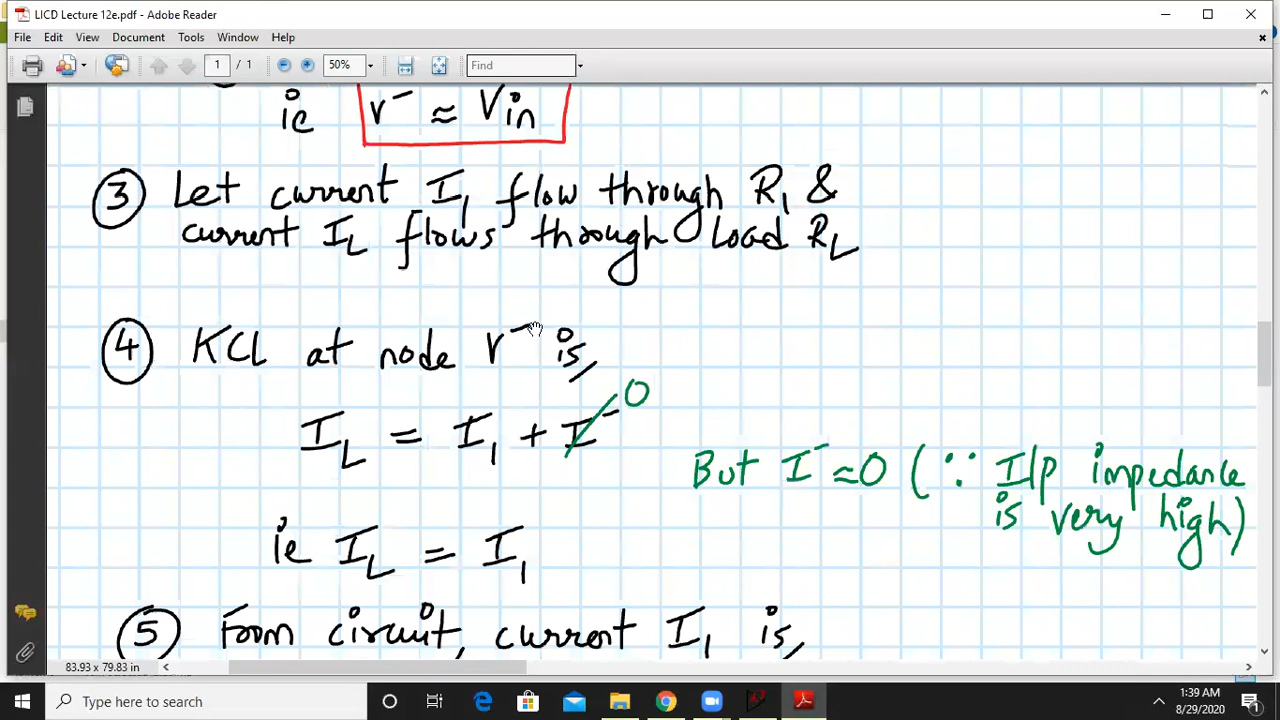 LICD Lecture 12e.pdf - Adobe Reader
File Edit View Document Tools Window Help
1 / 1 50% Find
ie V⁻ ≈ Vin
③ Let current I₁ flow through R₁ &
current I_L flows through load R_L
④ KCL at node V⁻ is,
I_L = I₁ + I⁻ 0
But I⁻ ≈ 0 (∵ I/p impedance
is very high)
ie I_L = I₁
⑤ From circuit, current I₁ is,
83.93 x 79.83 in
Type here to search
1:39 AM
8/29/2020